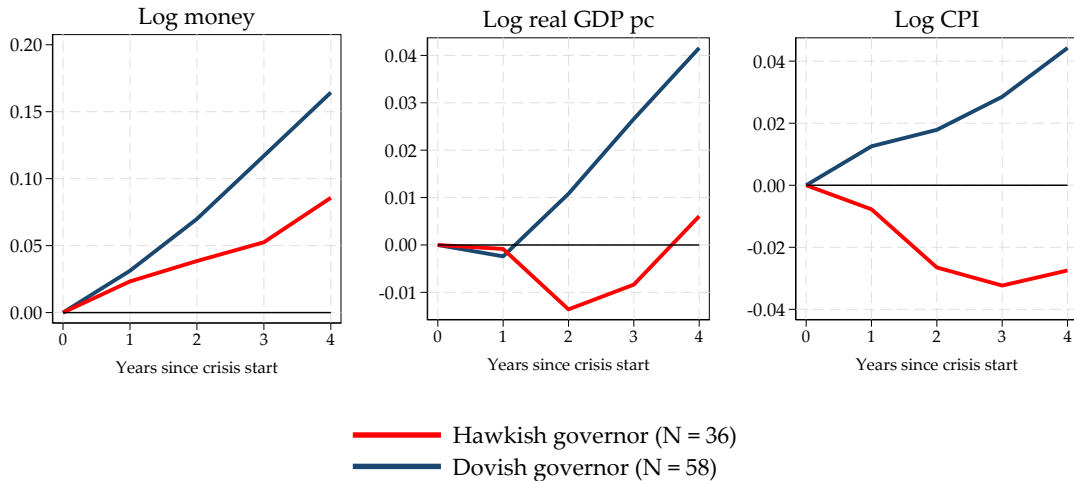 Log money
0.20
0.15
0.10
0.05
0.00
0 1 2 3 4
Years since crisis start
Log real GDP pc
0.04
0.03
0.02
0.01
0.00
-0.01
0 1 2 3 4
Years since crisis start
Log CPI
0.04
0.02
0.00
-0.02
-0.04
0 1 2 3 4
Years since crisis start
Hawkish governor (N = 36)
Dovish governor (N = 58)